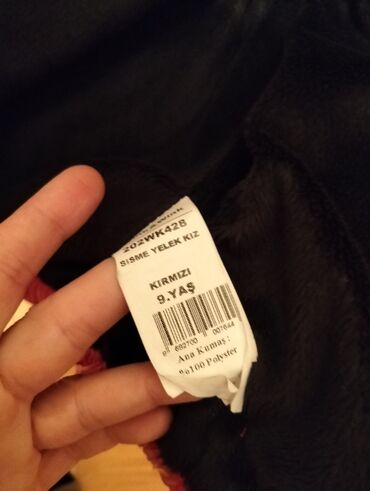 202WK428
SISME YELEK KIZ
KIRMIZI
9.YAŞ
Ana Kumaş :
%100 Polyster